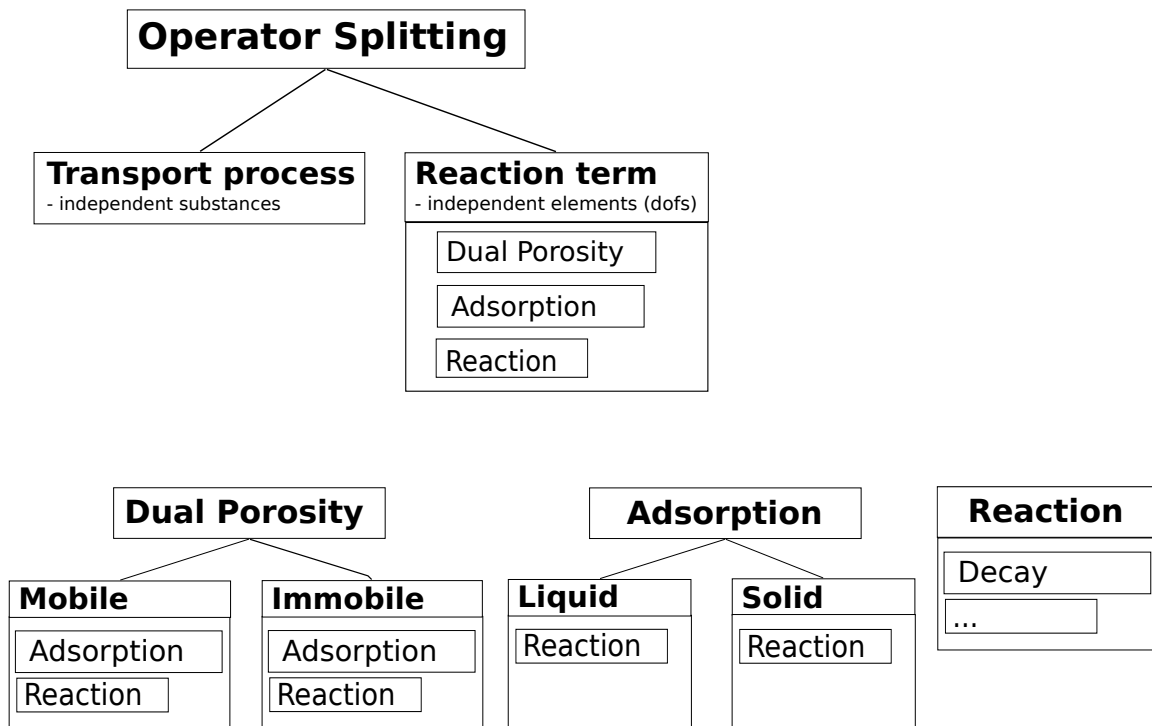 Operator Splitting
Transport process
- independent substances
Reaction term
- independent elements (dofs)
Dual Porosity
Adsorption
Reaction
Dual Porosity
Mobile
Adsorption
Reaction
Immobile
Adsorption
Reaction
Adsorption
Liquid
Reaction
Solid
Reaction
Reaction
Decay
...